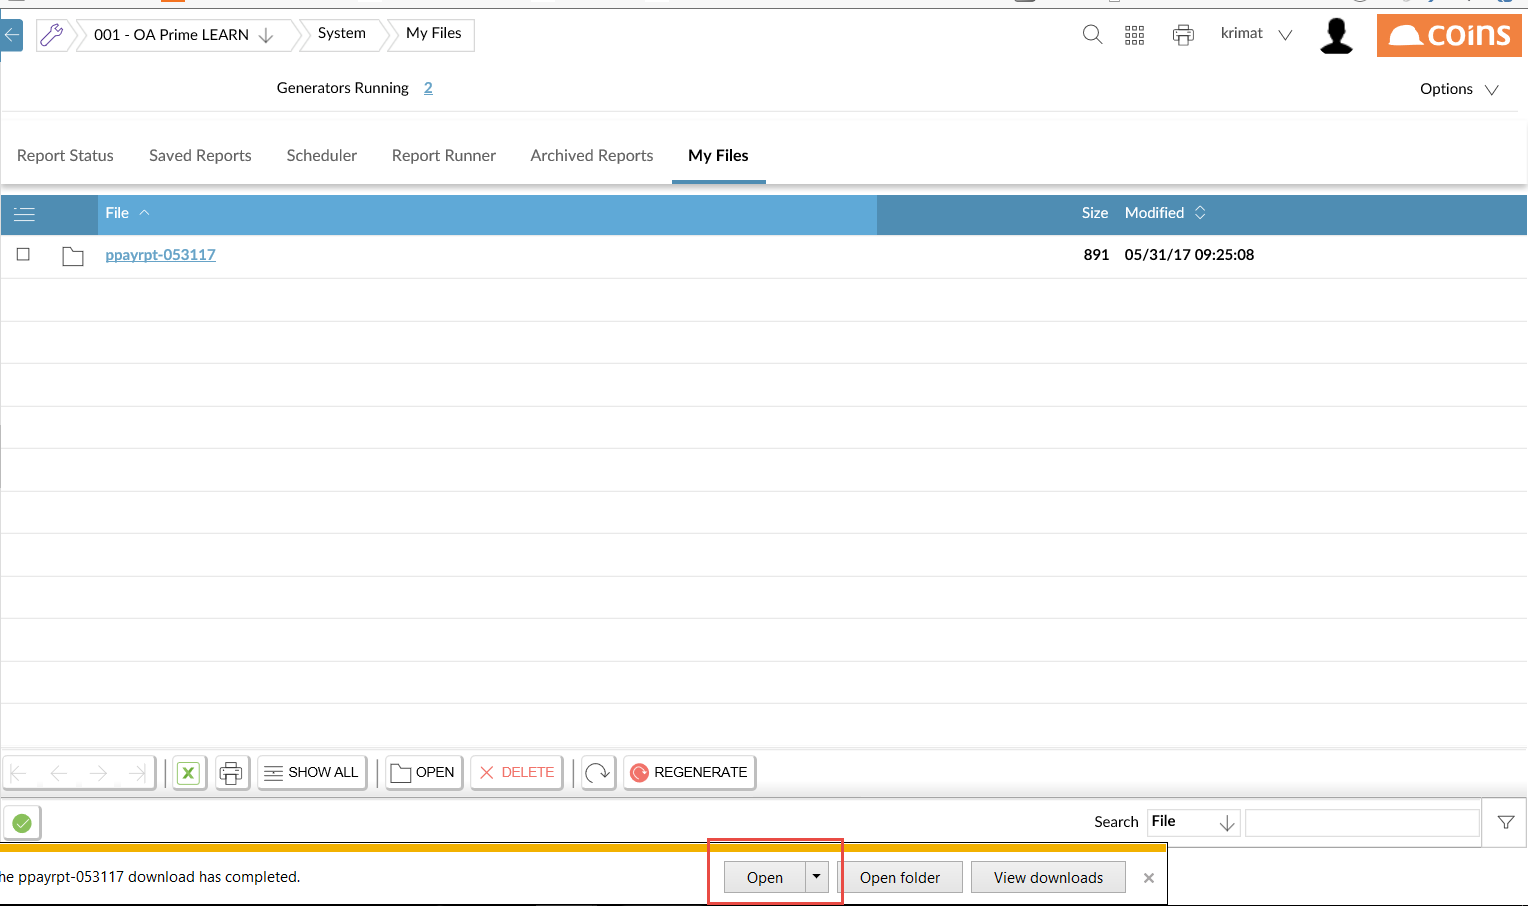 001 - OA Prime LEARN
System
My Files
krimat
coins
Generators Running 2
Options
Report Status
Saved Reports
Scheduler
Report Runner
Archived Reports
My Files
File
Size
Modified
ppayrpt-053117
891
05/31/17 09:25:08
SHOW ALL
OPEN
DELETE
REGENERATE
Search
File
he ppayrpt-053117 download has completed.
Open
Open folder
View downloads